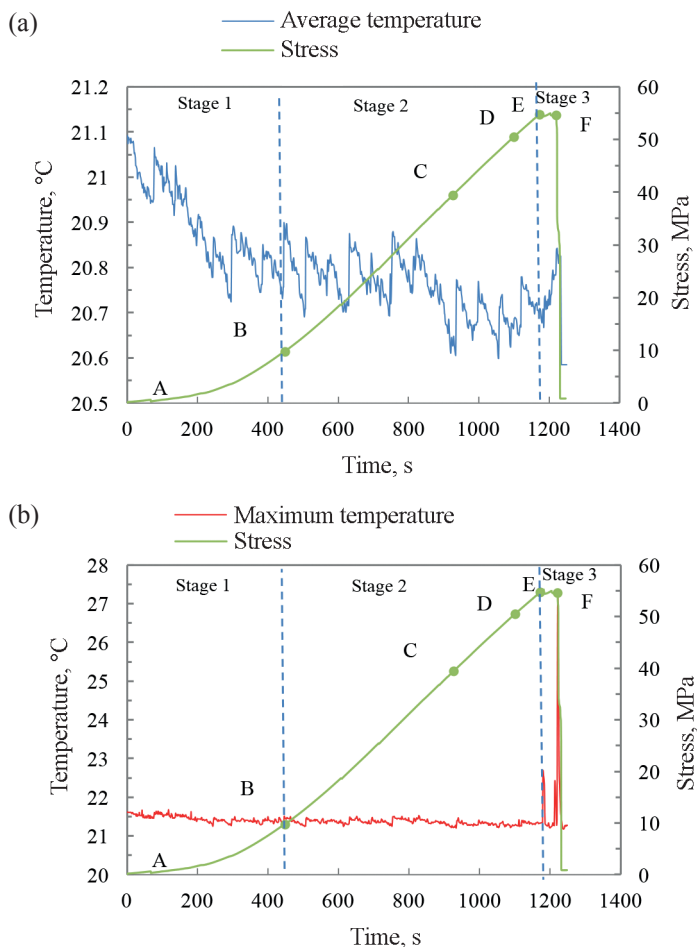 (a)
Average temperature
Stress
Temperature, °C
21.2
21.1
21
20.9
20.8
20.7
20.6
20.5
Stage 1
Stage 2
Stage 3
A
B
C
D
E
F
60
50
40
30
20
10
0
Stress, MPa
0
200
400
600
800
1000
1200
1400
Time, s
(b)
Maximum temperature
Stress
Temperature, °C
28
27
26
25
24
23
22
21
20
Stage 1
Stage 2
Stage 3
A
B
C
D
E
F
60
50
40
30
20
10
0
Stress, MPa
0
200
400
600
800
1000
1200
1400
Time, s